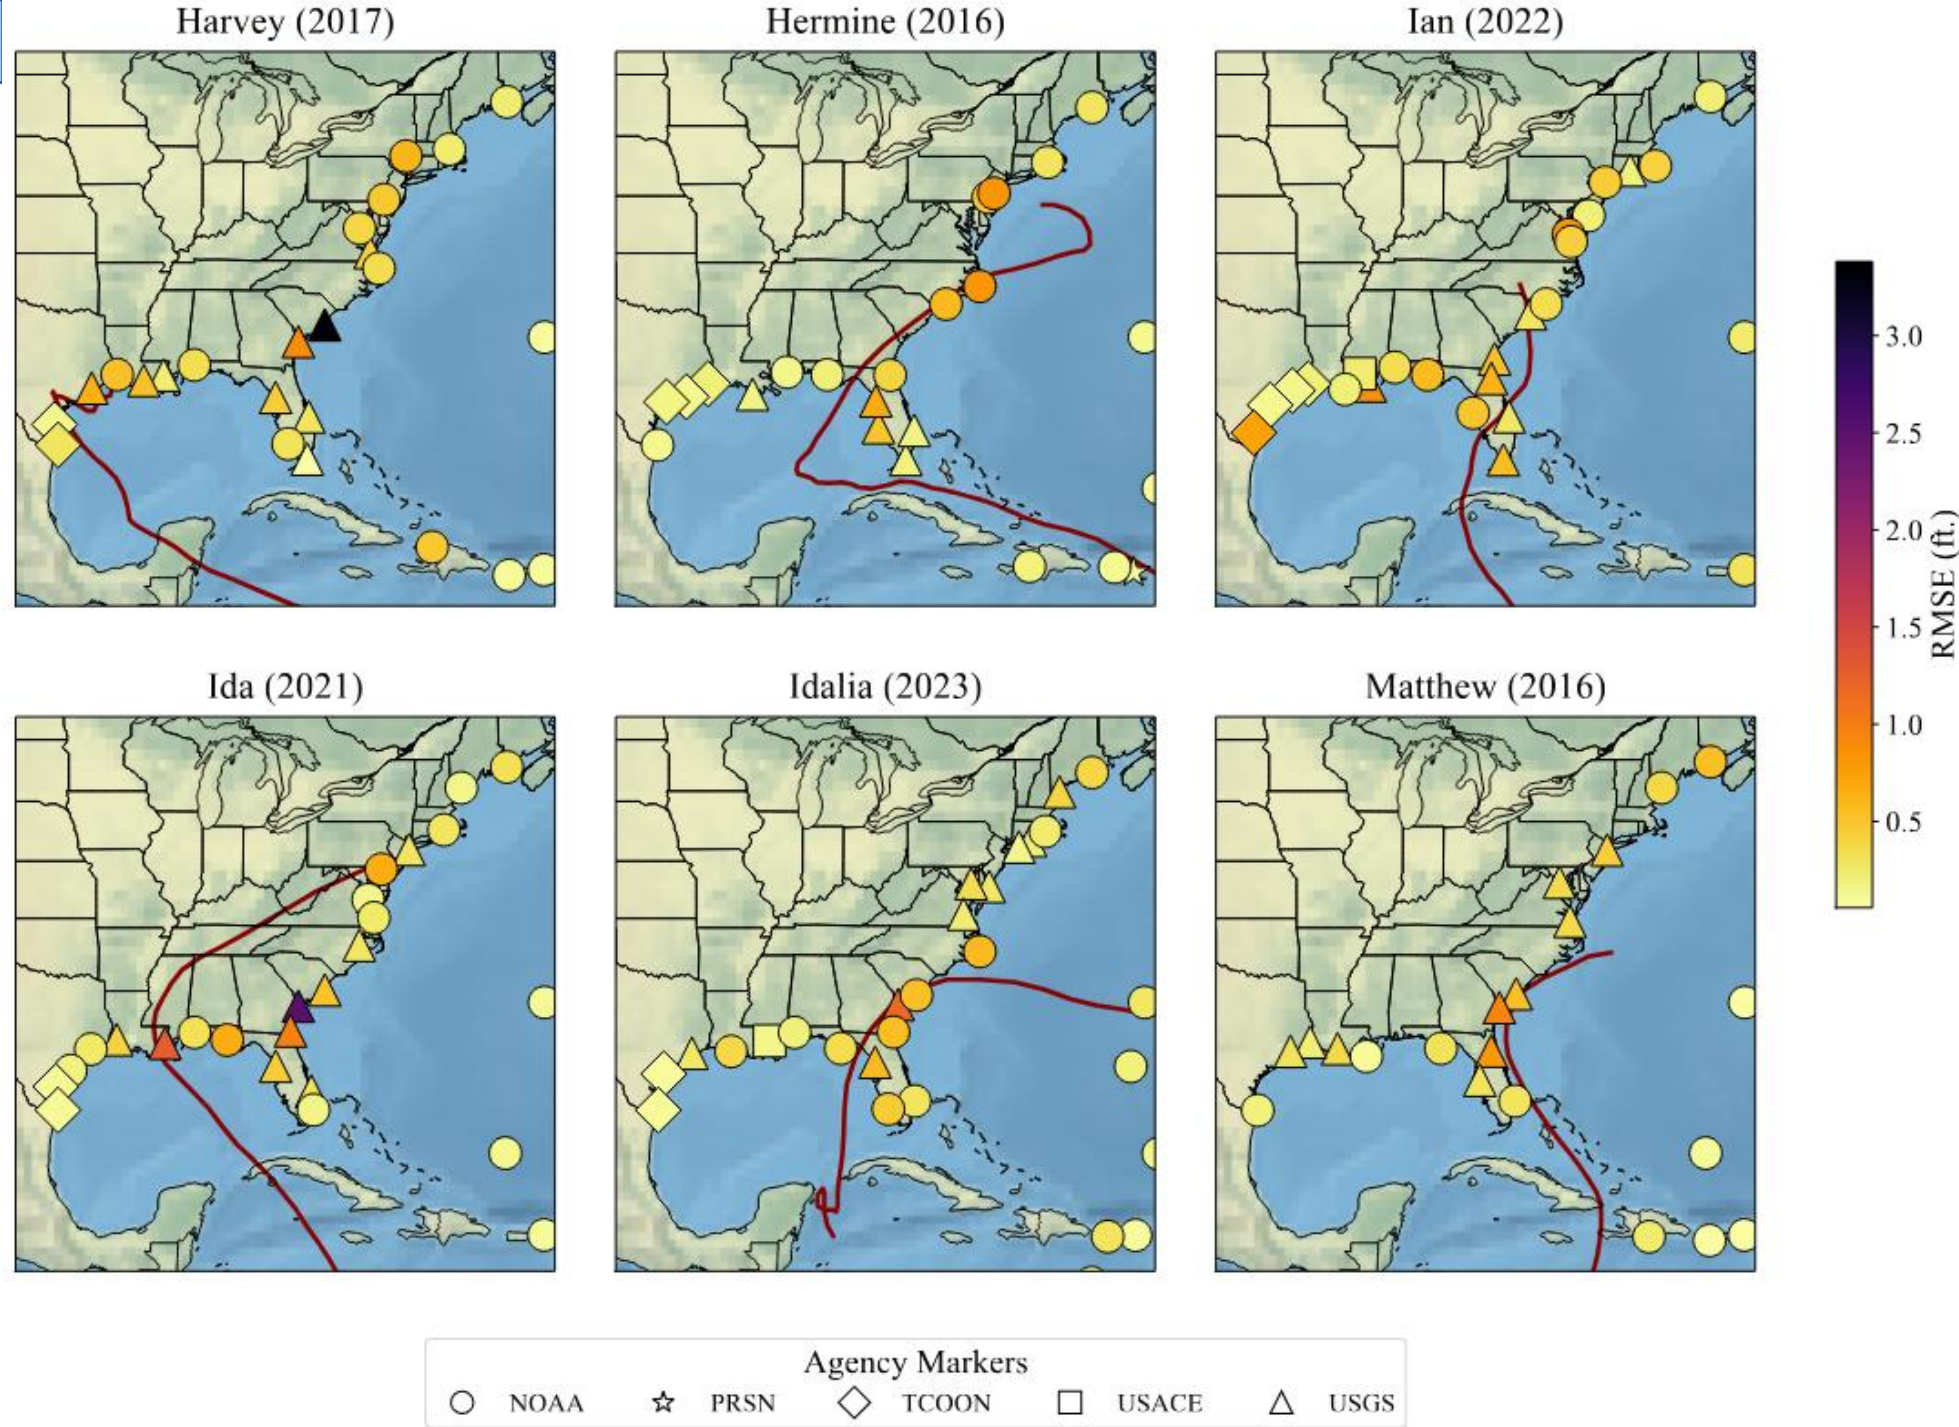 Harvey (2017)
Hermine (2016)
Ian (2022)
3.0
2.5
2.0
1.5
1.0
0.5
RMSE (ft.)
Ida (2021)
Idalia (2023)
Matthew (2016)
Agency Markers
NOAA PRSN TCOON USACE USGS